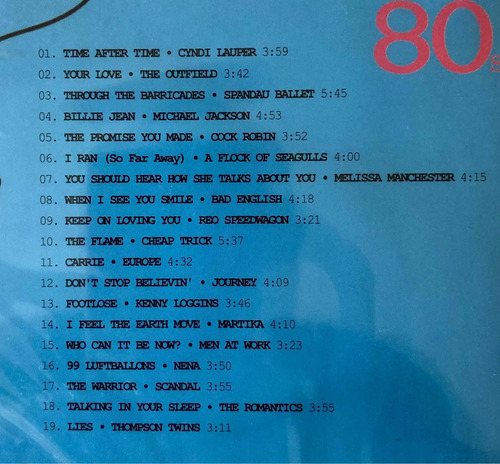 80s
01. TIME AFTER TIME • CYNDI LAUPER 3:59
02. YOUR LOVE • THE OUTFIELD 3:42
03. THROUGH THE BARRICADES • SPANDAU BALLET 5:45
04. BILLIE JEAN • MICHAEL JACKSON 4:53
05. THE PROMISE YOU MADE • COCK ROBIN 3:52
06. I RAN (So Far Away) • A FLOCK OF SEAGULLS 4:00
07. YOU SHOULD HEAR HOW SHE TALKS ABOUT YOU • MELISSA MANCHESTER 4:15
08. WHEN I SEE YOU SMILE • BAD ENGLISH 4:18
09. KEEP ON LOVING YOU • REO SPEEDWAGON 3:21
10. THE FLAME • CHEAP TRICK 5:37
11. CARRIE • EUROPE 4:32
12. DON'T STOP BELIEVIN' • JOURNEY 4:09
13. FOOTLOSE • KENNY LOGGINS 3:46
14. I FEEL THE EARTH MOVE • MARTIKA 4:10
15. WHO CAN IT BE NOW? • MEN AT WORK 3:23
16. 99 LUFTBALLONS • NENA 3:50
17. THE WARRIOR • SCANDAL 3:55
18. TALKING IN YOUR SLEEP • THE ROMANTICS 3:55
19. LIES • THOMPSON TWINS 3:11